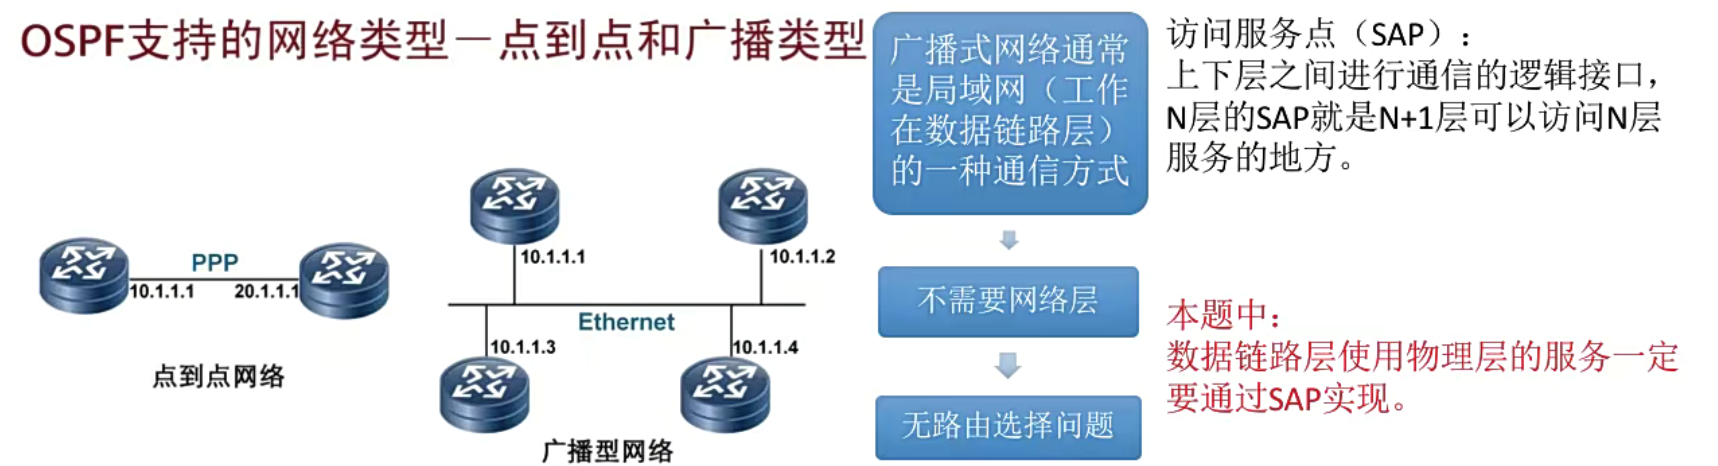 OSPF支持的网络类型－点到点和广播类型
PPP
10.1.1.1
20.1.1.1
点到点网络
10.1.1.1
10.1.1.2
Ethernet
10.1.1.3
10.1.1.4
广播型网络
广播式网络通常
是局域网（工作
在数据链路层）
的一种通信方式
不需要网络层
无路由选择问题
访问服务点（SAP）：
上下层之间进行通信的逻辑接口，
N层的SAP就是N+1层可以访问N层
服务的地方。
本题中：
数据链路层使用物理层的服务一定
要通过SAP实现。